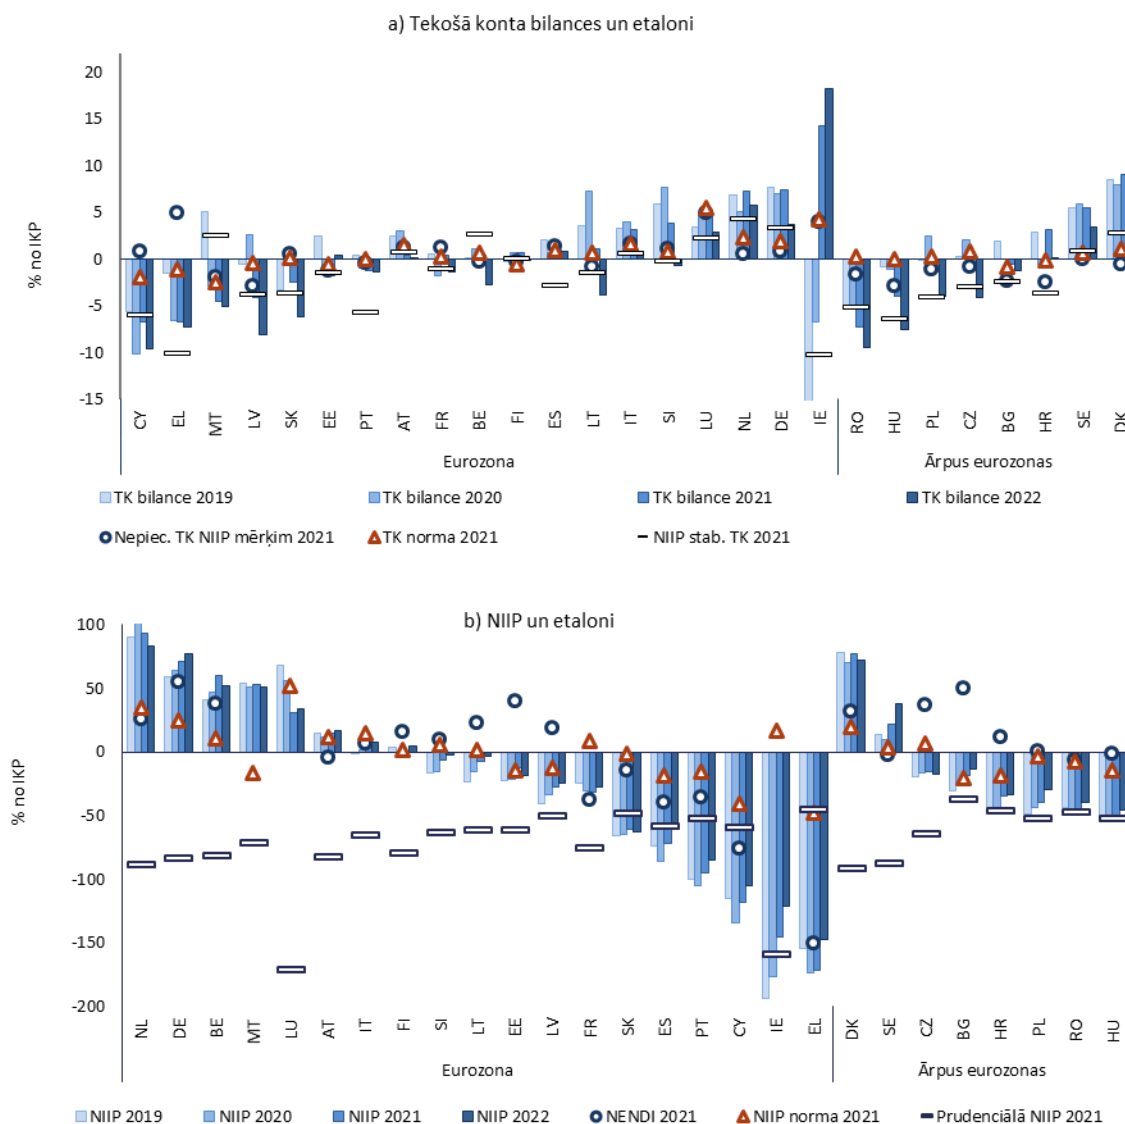 a) Tekošā konta bilances un etaloni
% no IKP
20
15
10
5
0
-5
-10
-15
CY EL MT LV SK EE PT AT FR BE FI ES LT IT SI LU NL DE IE RO HU PL CZ BG HR SE DK
Eurozona Ārpus eurozonas
TK bilance 2019 TK bilance 2020 TK bilance 2021 TK bilance 2022
Nepiec. TK NIIP mērķim 2021 TK norma 2021 NIIP stab. TK 2021
b) NIIP un etaloni
% no IKP
100
50
0
-50
-100
-150
-200
NL DE BE MT LU AT IT FI SI LT EE LV FR SK ES PT CY IE EL DK SE CZ BG HR PL RO HU
Eurozona Ārpus eurozonas
NIIP 2019 NIIP 2020 NIIP 2021 NIIP 2022 NENDI 2021 NIIP norma 2021 Prudenciālā NIIP 2021